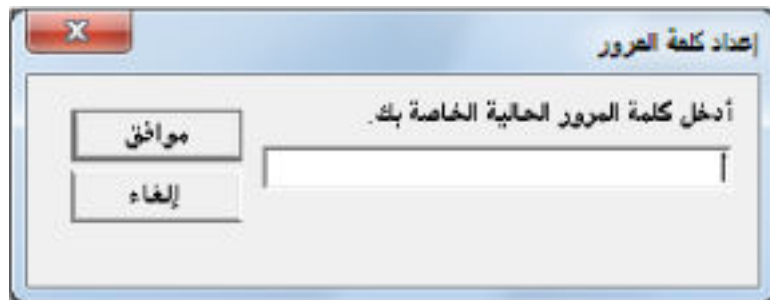 إعداد كلمة المرور
أدخل كلمة المرور الحالية الخاصة بك.
موافق
إلغاء